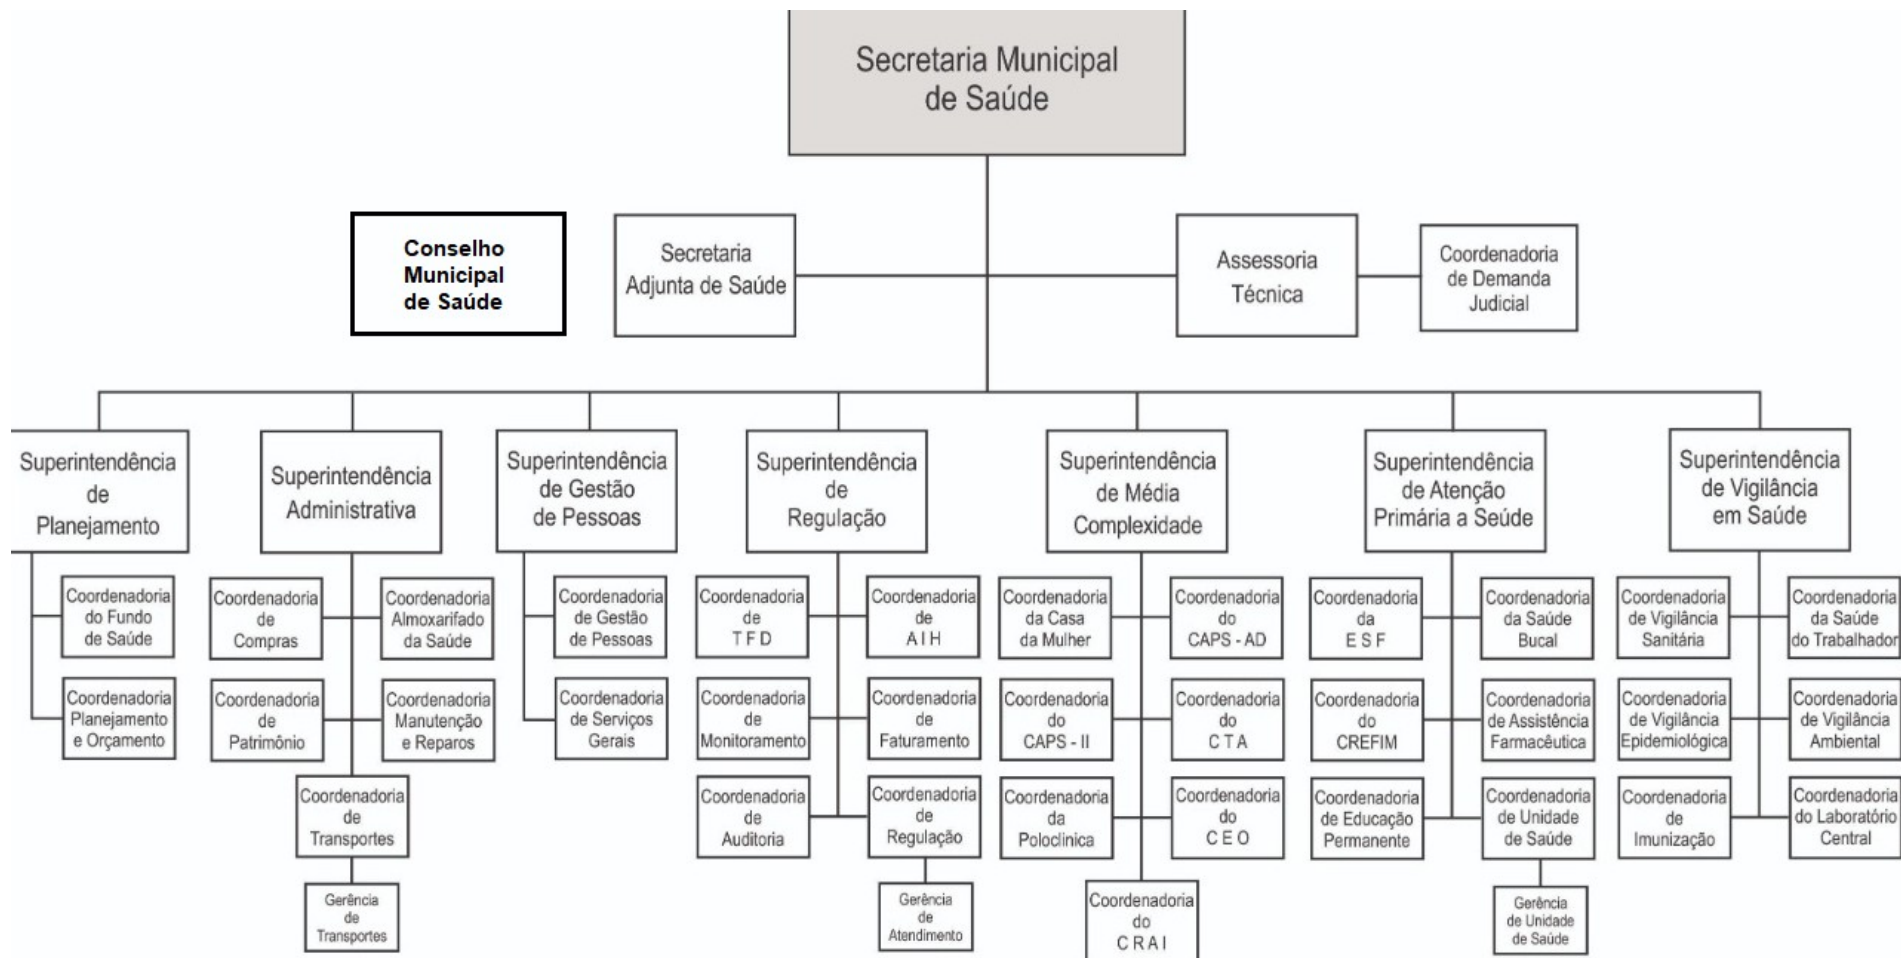 Secretaria Municipal
de Saúde
Conselho
Municipal
de Saúde
Secretaria
Adjunta de Saúde
Assessoria
Técnica
Coordenadoria
de Demanda
Judicial
Superintendência
de
Planejamento
Superintendência
Administrativa
Superintendência
de Gestão
de Pessoas
Superintendência
de
Regulação
Superintendência
de Média
Complexidade
Superintendência
de Atenção
Primária a Seúde
Superintendência
de Vigilância
em Saúde
Coordenadoria
do Fundo
de Saúde
Coordenadoria
de
Compras
Coordenadoria
Almoxarifado
da Saúde
Coordenadoria
de Gestão
de Pessoas
Coordenadoria
de
T F D
Coordenadoria
de
A I H
Coordenadoria
da Casa
da Mulher
Coordenadoria
do
CAPS - AD
Coordenadoria
da
E S F
Coordenadoria
da Saúde
Bucal
Coordenadoria
de Vigilância
Sanitária
Coordenadoria
da Saúde
do Trabalhador
Coordenadoria
Planejamento
e Orçamento
Coordenadoria
de
Patrimônio
Coordenadoria
Manutenção
e Reparos
Coordenadoria
de Serviços
Gerais
Coordenadoria
de
Monitoramento
Coordenadoria
de
Faturamento
Coordenadoria
do
CAPS - II
Coordenadoria
do
C T A
Coordenadoria
do
CREFIM
Coordenadoria
de Assistência
Farmacêutica
Coordenadoria
de Vigilância
Epidemiológica
Coordenadoria
de Vigilância
Ambiental
Coordenadoria
de
Transportes
Coordenadoria
de
Auditoria
Coordenadoria
de
Regulação
Coordenadoria
da
Poloclinica
Coordenadoria
do
C E O
Coordenadoria
de Educação
Permanente
Coordenadoria
de Unidade
de Saúde
Coordenadoria
de
Imunização
Coordenadoria
do Laboratório
Central
Gerência
de
Transportes
Gerência
de
Atendimento
Coordenadoria
do
C R A I
Gerência
de Unidade
de Saúde